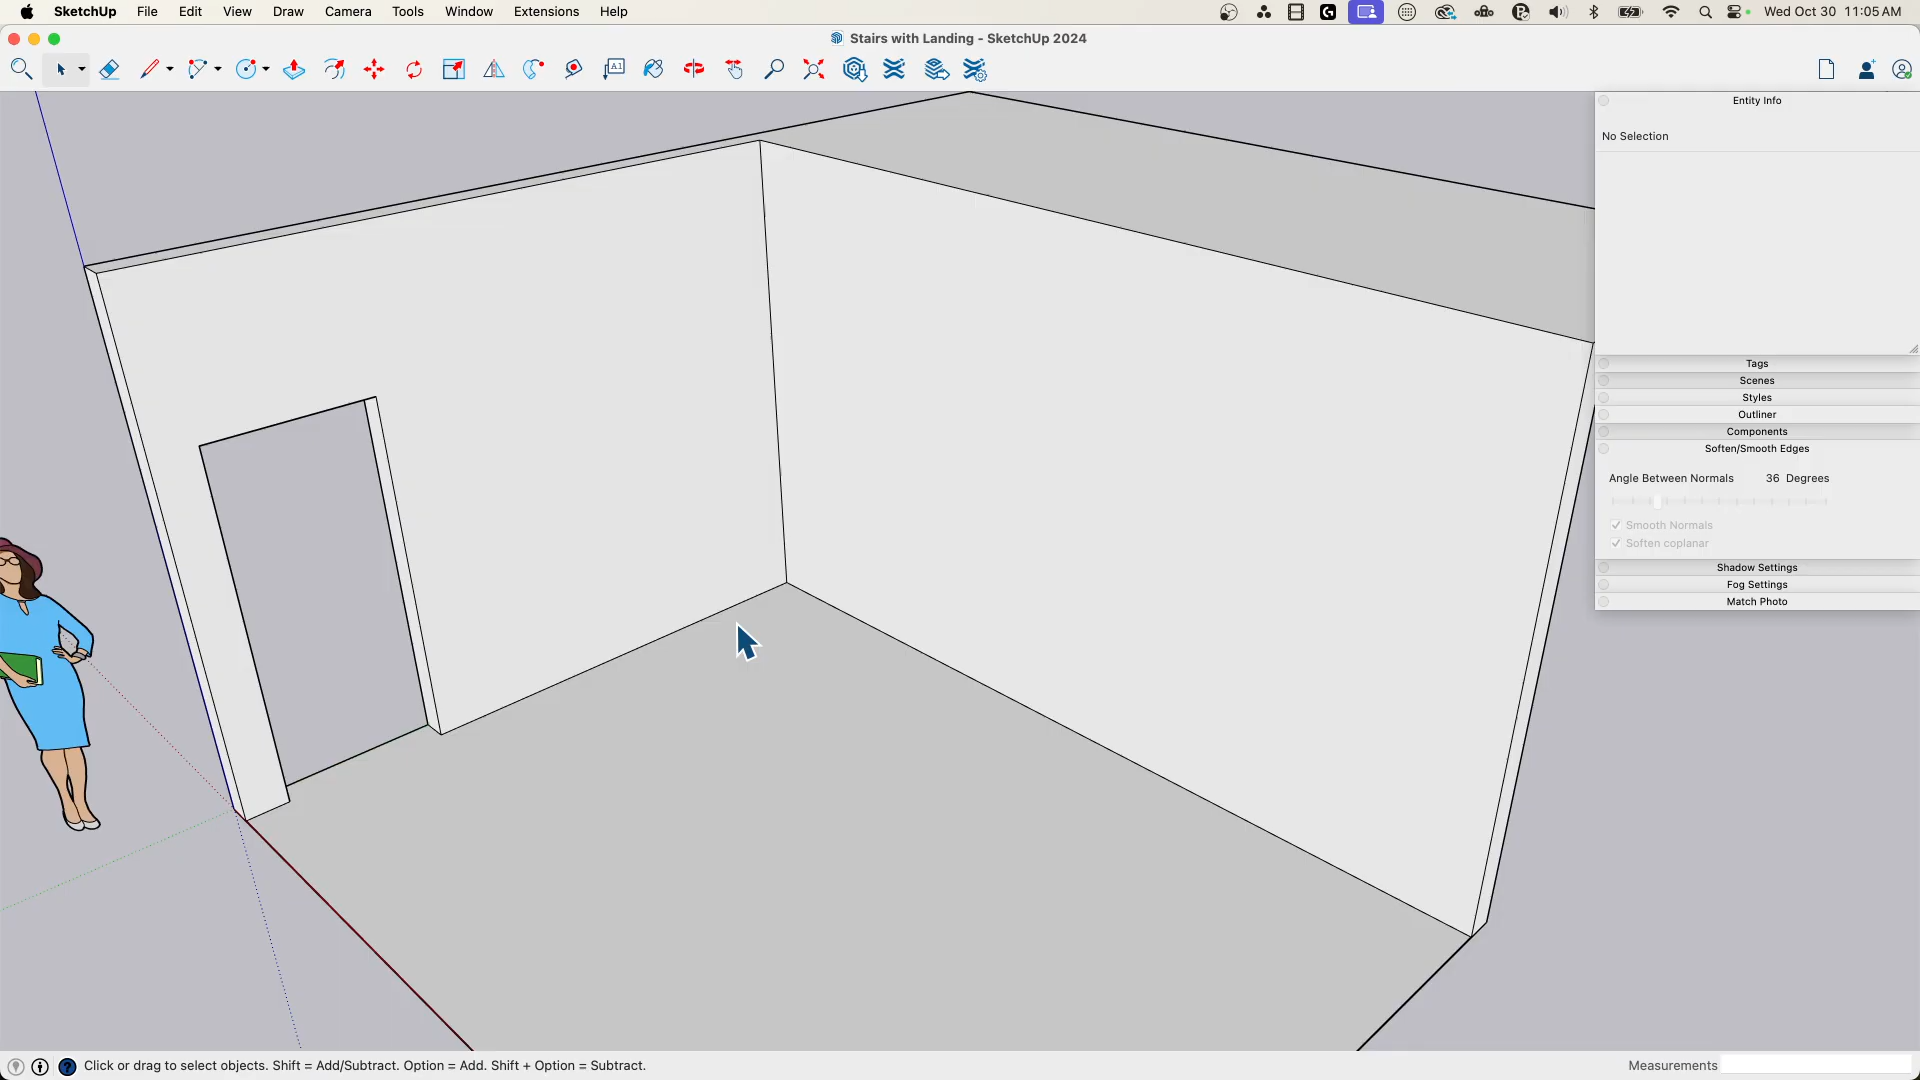 SketchUp File Edit View Draw Camera Tools Window Extensions Help Wed Oct 30 11:05 AM
Stairs with Landing - SketchUp 2024
A1
Entity Info
No Selection
Tags
Scenes
Styles
Outliner
Components
Soften/Smooth Edges
Angle Between Normals 36 Degrees
Smooth Normals
Soften coplanar
Shadow Settings
Fog Settings
Match Photo
Click or drag to select objects. Shift = Add/Subtract. Option = Add. Shift + Option = Subtract. Measurements